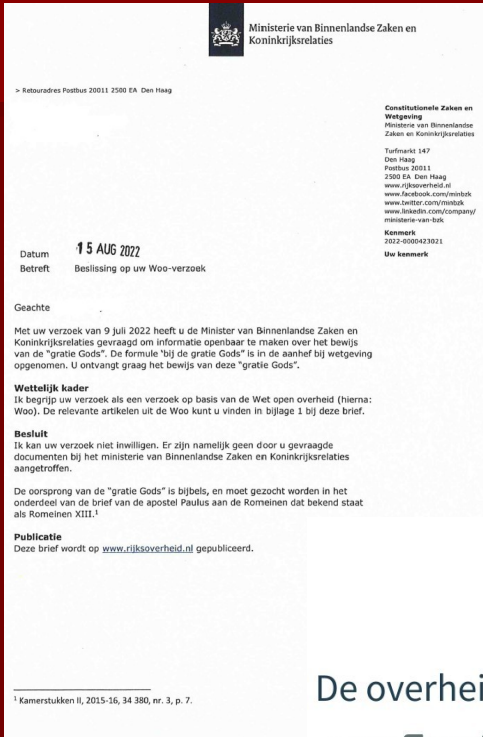 Ministerie van Binnenlandse Zaken en
Koninkrijksrelaties
> Retouradres Postbus 20011 2500 EA Den Haag
Constitutionele Zaken en
Wetgeving
Ministerie van Binnenlandse
Zaken en Koninkrijksrelaties
Turfmarkt 147
Den Haag
Postbus 20011
2500 EA Den Haag
www.rijksoverheid.nl
www.facebook.com/minbzk
www.twitter.com/minbzk
www.linkedin.com/company/
ministerie-van-bzk
Kenmerk
2022-0000423021
Uw kenmerk
Datum 15 AUG 2022
Betreft Beslissing op uw Woo-verzoek
Geachte
Met uw verzoek van 9 juli 2022 heeft u de Minister van Binnenlandse Zaken en
Koninkrijksrelaties gevraagd om informatie openbaar te maken over het bewijs
van de "gratie Gods". De formule 'bij de gratie Gods" is in de aanhef bij wetgeving
opgenomen. U ontvangt graag het bewijs van deze "gratie Gods".
Wettelijk kader
Ik begrijp uw verzoek als een verzoek op basis van de Wet open overheid (hierna:
Woo). De relevante artikelen uit de Woo kunt u vinden in bijlage 1 bij deze brief.
Besluit
Ik kan uw verzoek niet inwilligen. Er zijn namelijk geen door u gevraagde
documenten bij het ministerie van Binnenlandse Zaken en Koninkrijksrelaties
aangetroffen.
De oorsprong van de "gratie Gods" is bijbels, en moet gezocht worden in het
onderdeel van de brief van de apostel Paulus aan de Romeinen dat bekend staat
als Romeinen XIII.¹
Publicatie
Deze brief wordt op www.rijksoverheid.nl gepubliceerd.
¹ Kamerstukken II, 2015-16, 34 380, nr. 3, p. 7.
De overhei